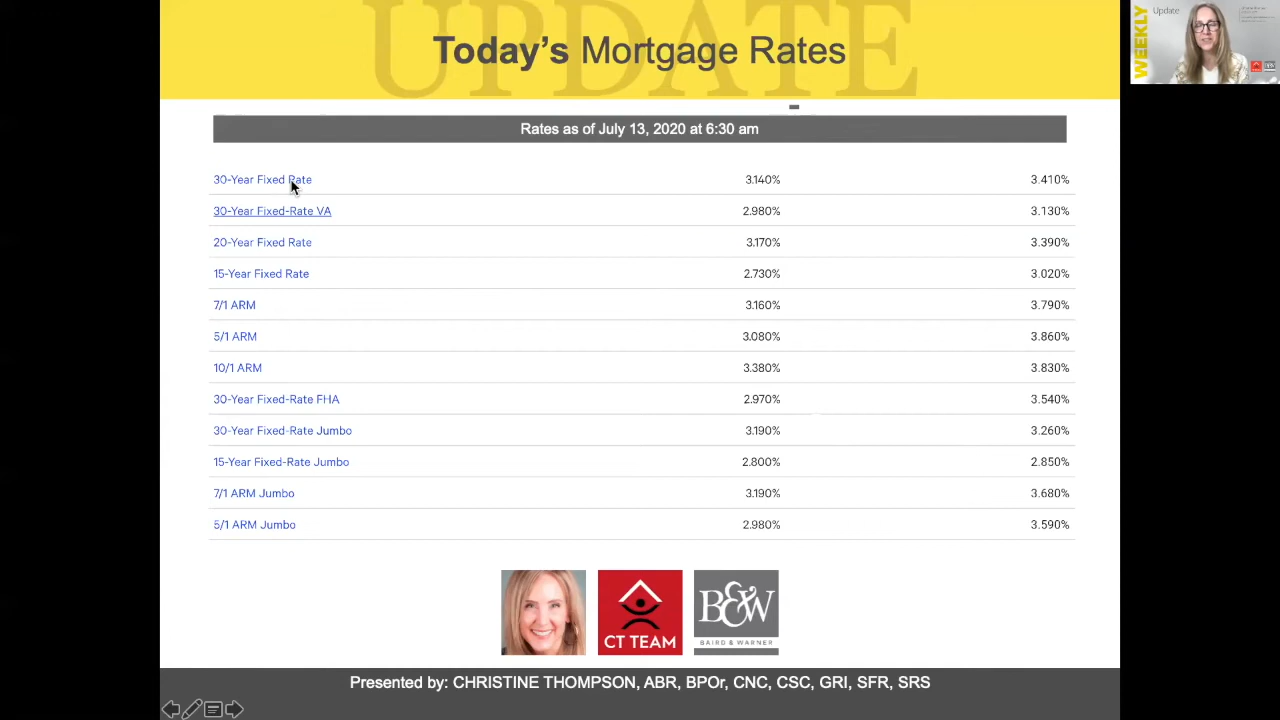 UPDATE
Today's Mortgage Rates
WEEKLY
Update
Rates as of July 13, 2020 at 6:30 am
30-Year Fixed Rate 3.140% 3.410%
30-Year Fixed-Rate VA 2.980% 3.130%
20-Year Fixed Rate 3.170% 3.390%
15-Year Fixed Rate 2.730% 3.020%
7/1 ARM 3.160% 3.790%
5/1 ARM 3.080% 3.860%
10/1 ARM 3.380% 3.830%
30-Year Fixed-Rate FHA 2.970% 3.540%
30-Year Fixed-Rate Jumbo 3.190% 3.260%
15-Year Fixed-Rate Jumbo 2.800% 2.850%
7/1 ARM Jumbo 3.190% 3.680%
5/1 ARM Jumbo 2.980% 3.590%
CT TEAM
B&W
BAIRD & WARNER
Presented by: CHRISTINE THOMPSON, ABR, BPOr, CNC, CSC, GRI, SFR, SRS